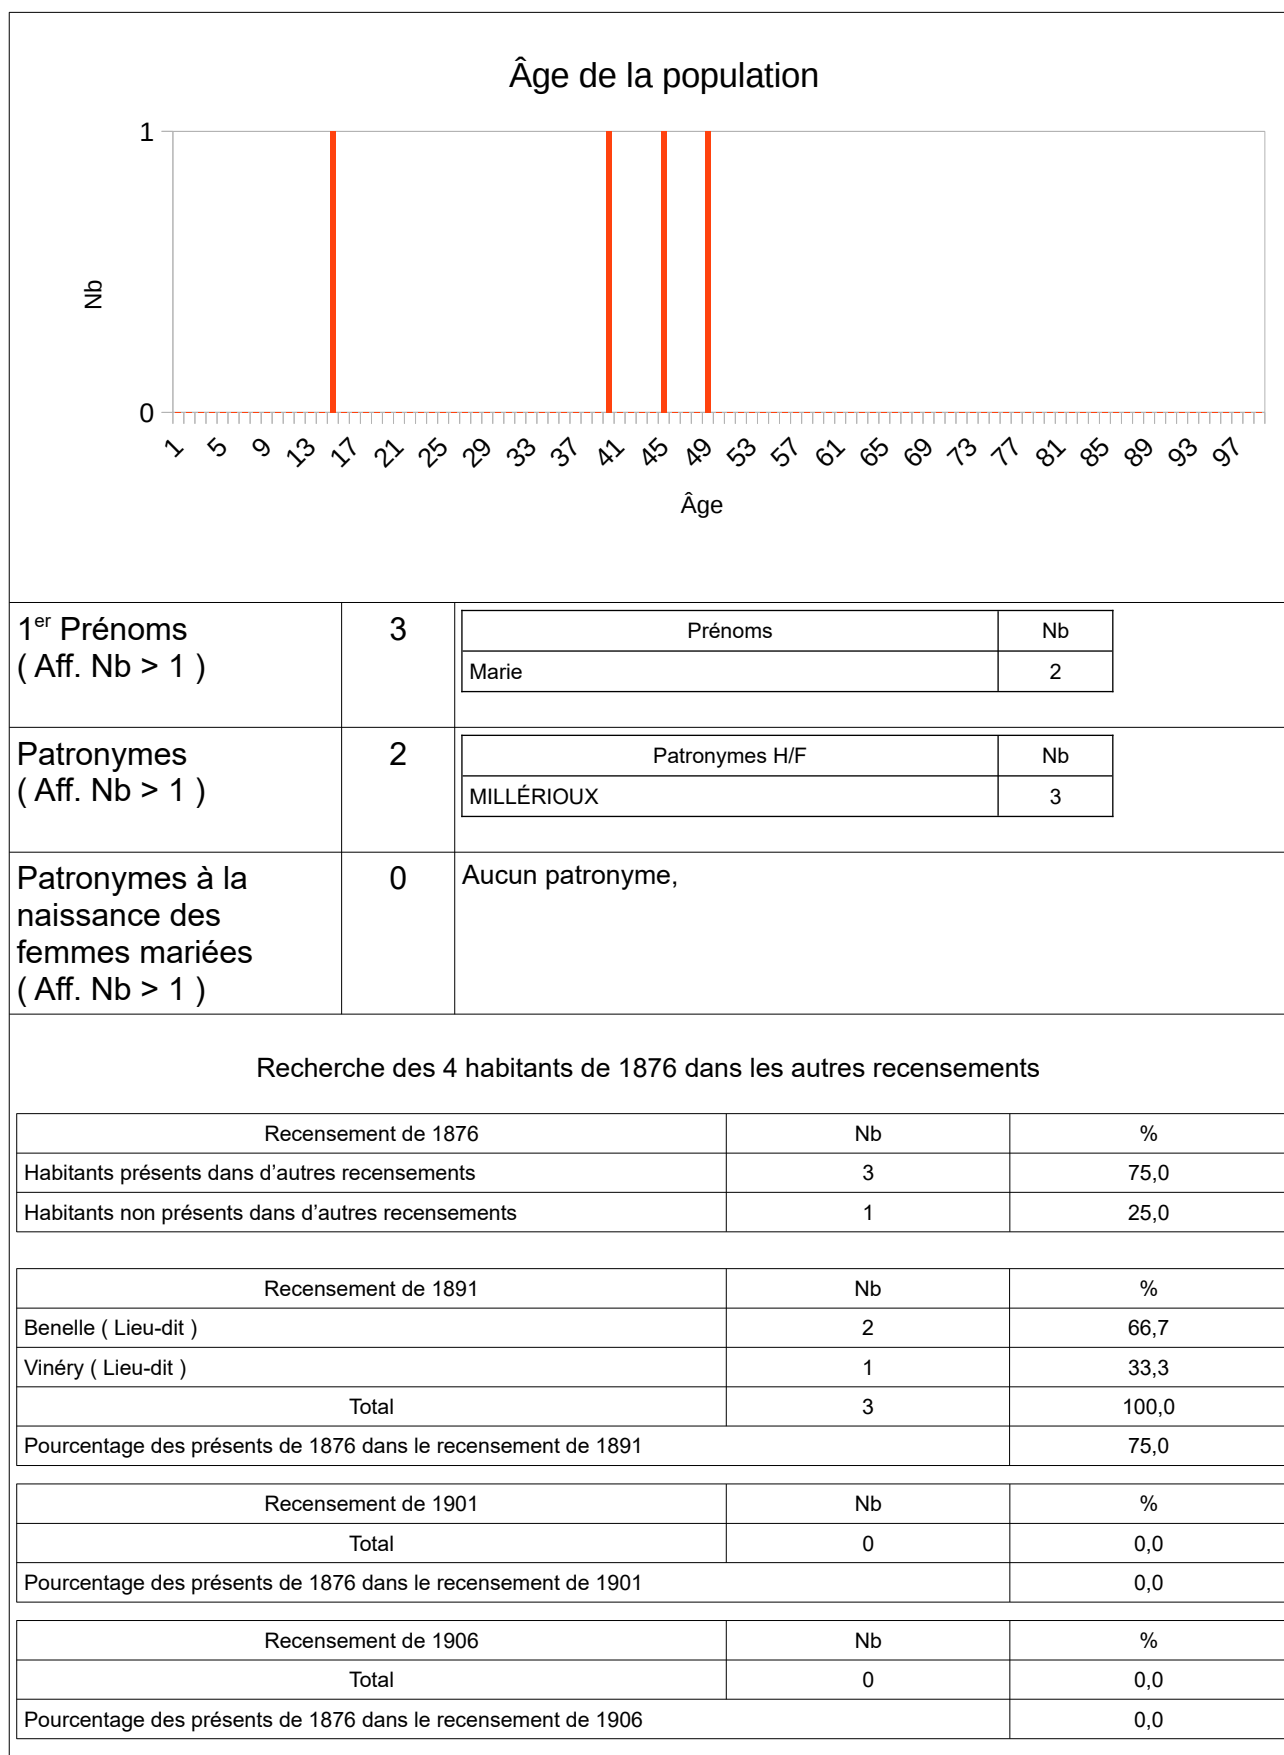 Âge de la population
1
0
Nb
1 5 9 13 17 21 25 29 33 37 41 45 49 53 57 61 65 69 73 77 81 85 89 93 97
Âge
1er Prénoms
( Aff. Nb > 1 )
3
Prénoms Nb
Marie 2
Patronymes
( Aff. Nb > 1 )
2
Patronymes H/F Nb
MILLÉRIOUX 3
Patronymes à la
naissance des
femmes mariées
( Aff. Nb > 1 )
0
Aucun patronyme,
Recherche des 4 habitants de 1876 dans les autres recensements
Recensement de 1876 Nb %
Habitants présents dans d’autres recensements 3 75,0
Habitants non présents dans d’autres recensements 1 25,0
Recensement de 1891 Nb %
Benelle ( Lieu-dit ) 2 66,7
Vinéry ( Lieu-dit ) 1 33,3
Total 3 100,0
Pourcentage des présents de 1876 dans le recensement de 1891 75,0
Recensement de 1901 Nb %
Total 0 0,0
Pourcentage des présents de 1876 dans le recensement de 1901 0,0
Recensement de 1906 Nb %
Total 0 0,0
Pourcentage des présents de 1876 dans le recensement de 1906 0,0